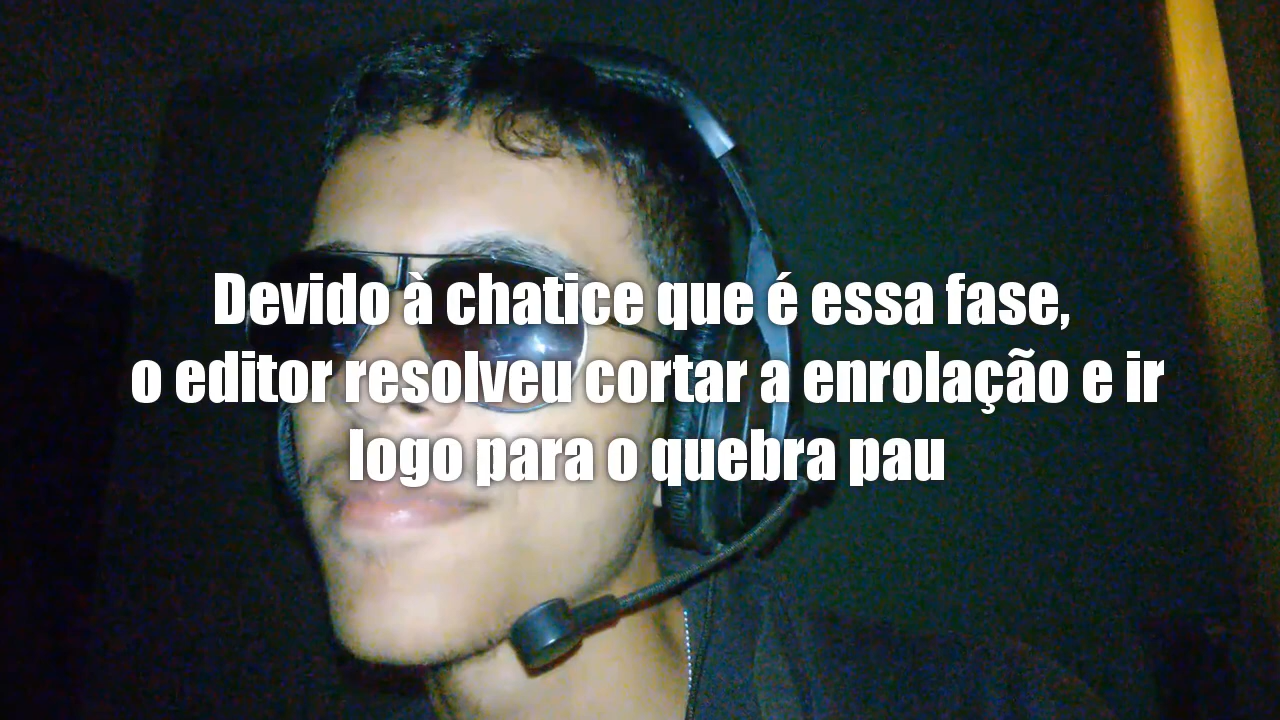 Devido à chatice que é essa fase,
o editor resolveu cortar a enrolação e ir
logo para o quebra pau